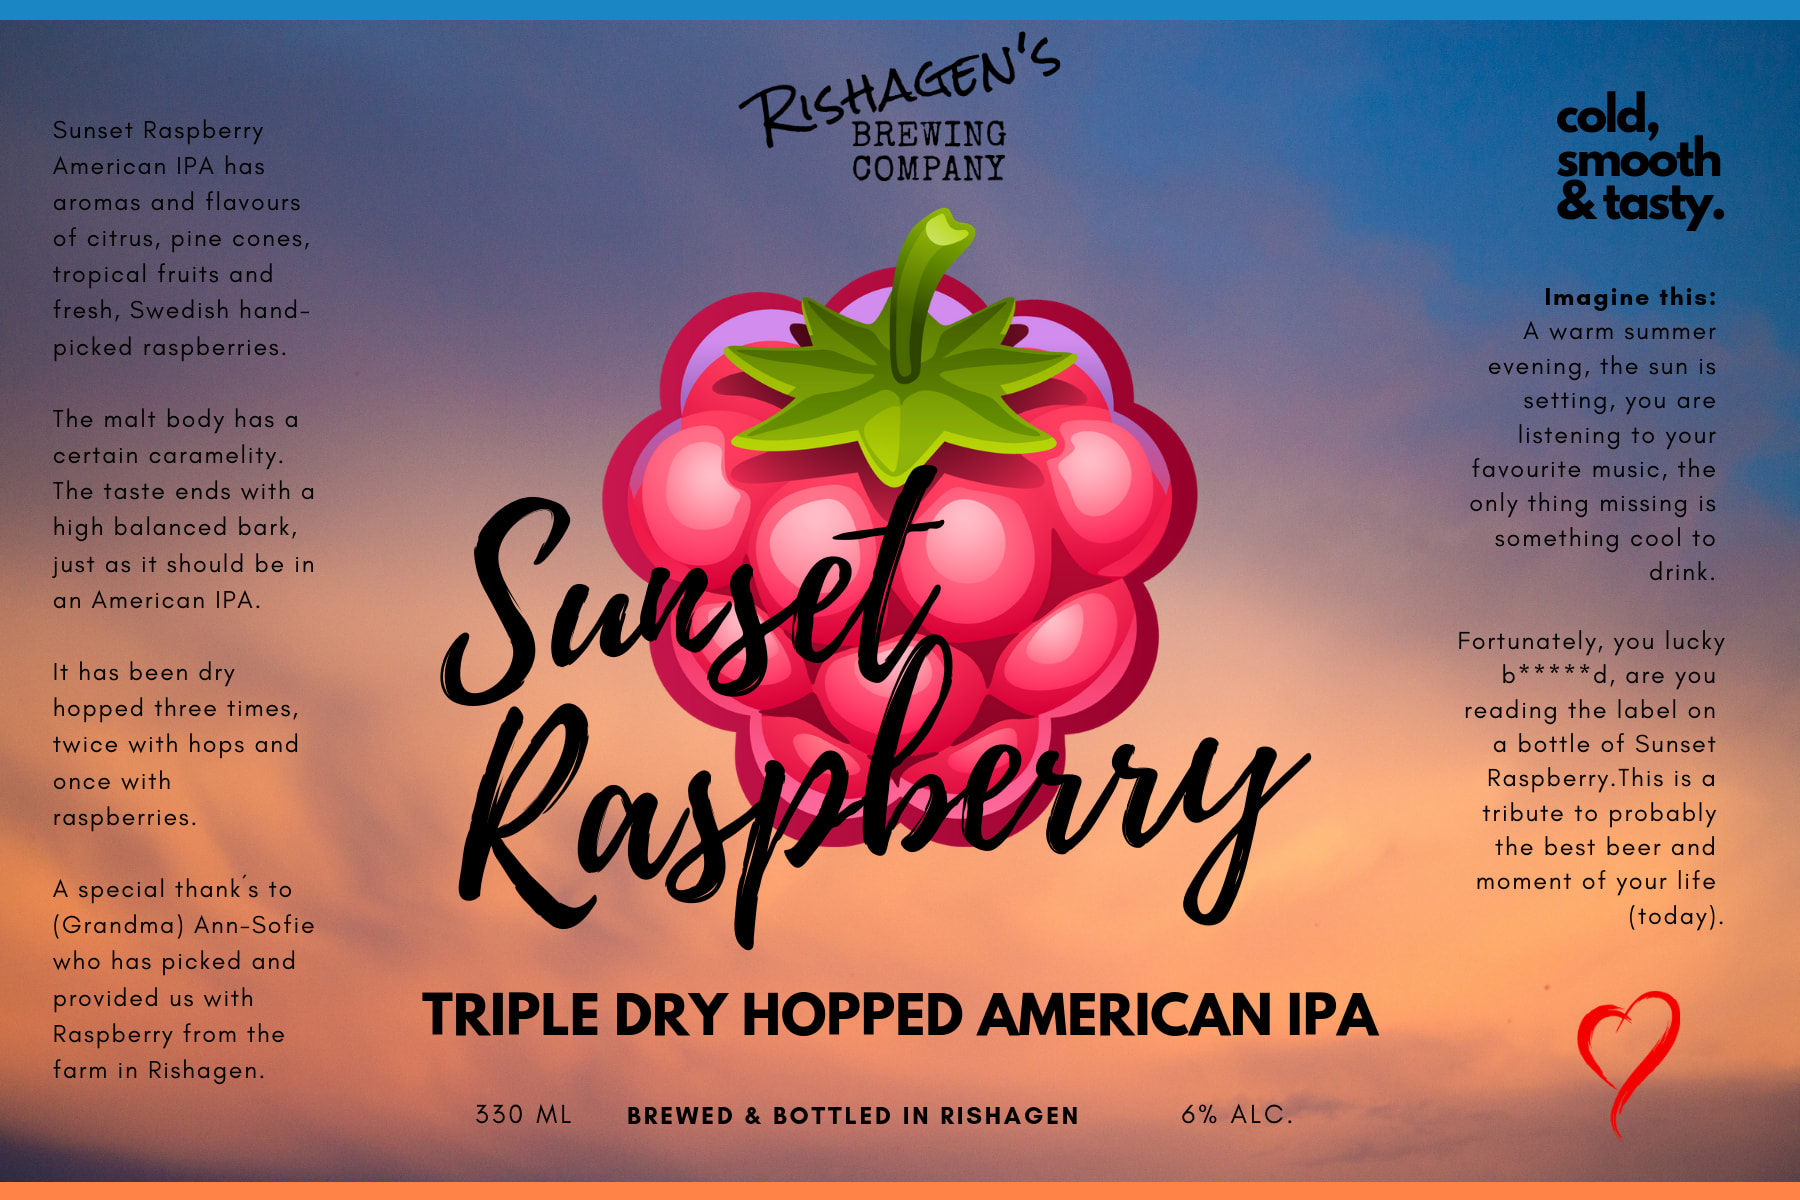 RISHAGEN'S
BREWING
COMPANY
Sunset Raspberry
American IPA has
aromas and flavours
of citrus, pine cones,
tropical fruits and
fresh, Swedish hand-
picked raspberries.
The malt body has a
certain caramelity.
The taste ends with a
high balanced bark,
just as it should be in
an American IPA.
It has been dry
hopped three times,
twice with hops and
once with
raspberries.
A special thank´s to
(Grandma) Ann-Sofie
who has picked and
provided us with
Raspberry from the
farm in Rishagen.
Sunset
Raspberry
TRIPLE DRY HOPPED AMERICAN IPA
330 ML
BREWED & BOTTLED IN RISHAGEN
6% ALC.
cold,
smooth
& tasty.
Imagine this:
A warm summer
evening, the sun is
setting, you are
listening to your
favourite music, the
only thing missing is
something cool to
drink.
Fortunately, you lucky
b*****d, are you
reading the label on
a bottle of Sunset
Raspberry.This is a
tribute to probably
the best beer and
moment of your life
(today).